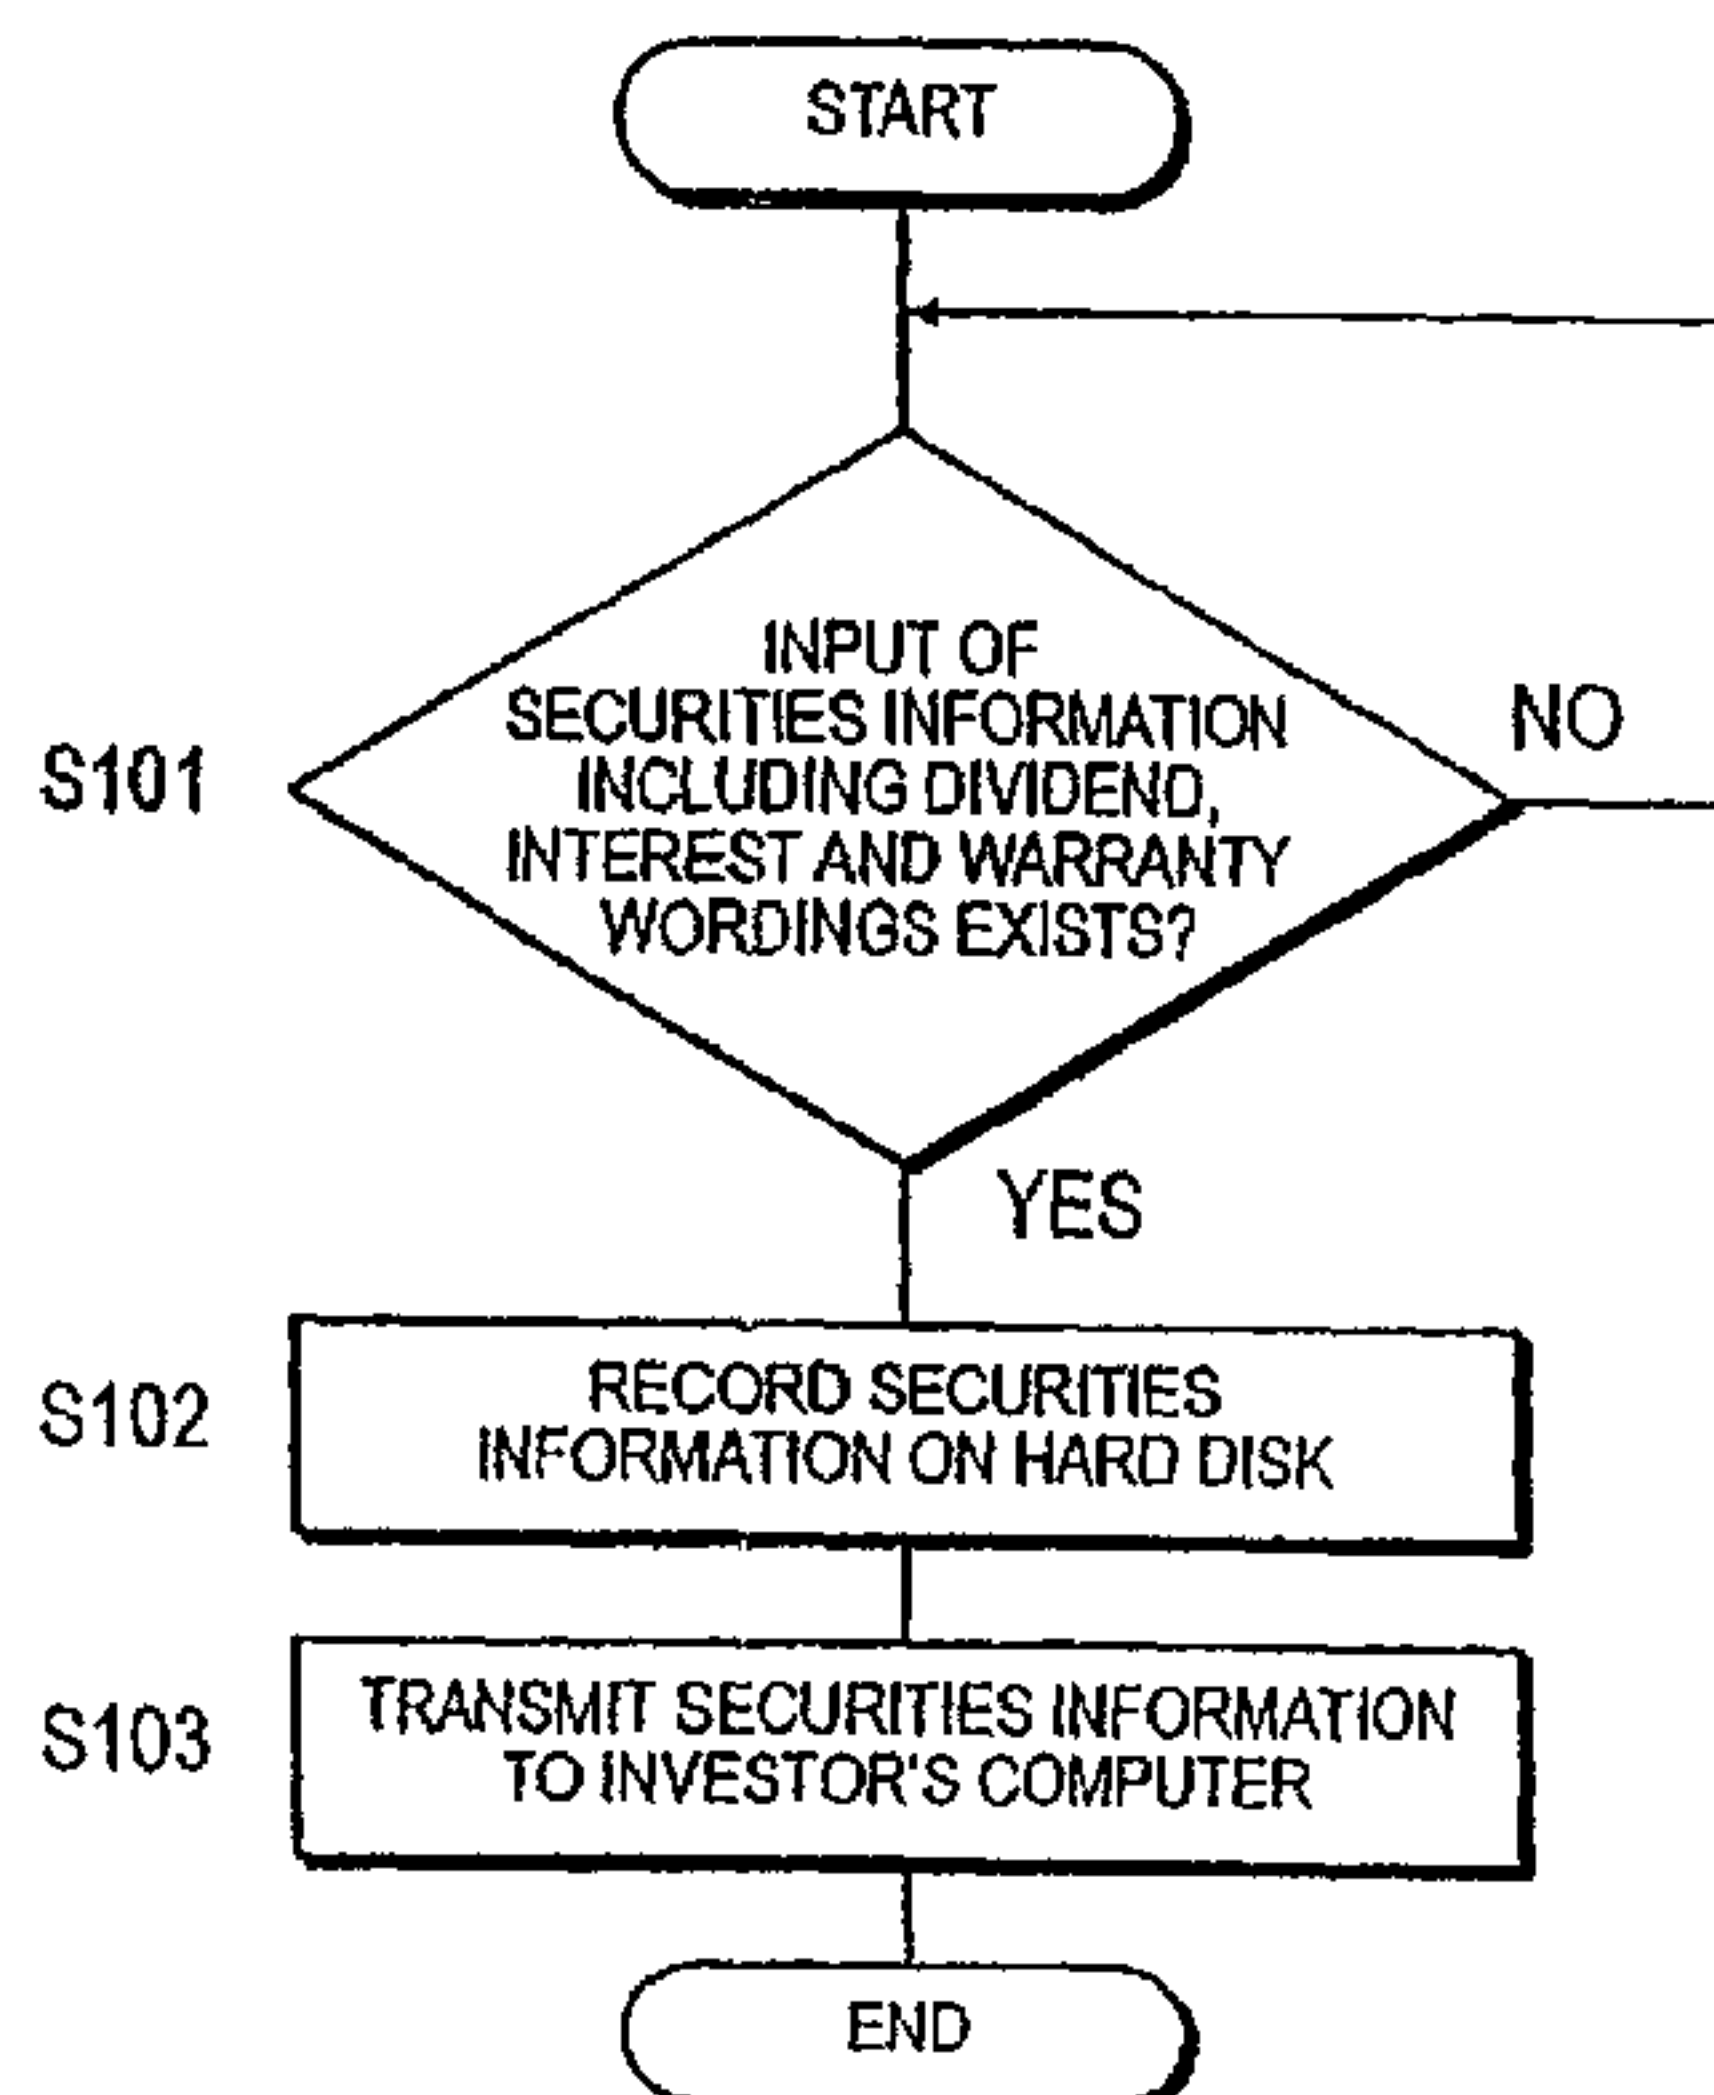 START
INPUT OF
SECURITIES INFORMATION
INCLUDING DIVIDEND,
INTEREST AND WARRANTY
WORDINGS EXISTS?
S101
NO
YES
S102
RECORD SECURITIES
INFORMATION ON HARD DISK
S103
TRANSMIT SECURITIES INFORMATION
TO INVESTOR'S COMPUTER
END